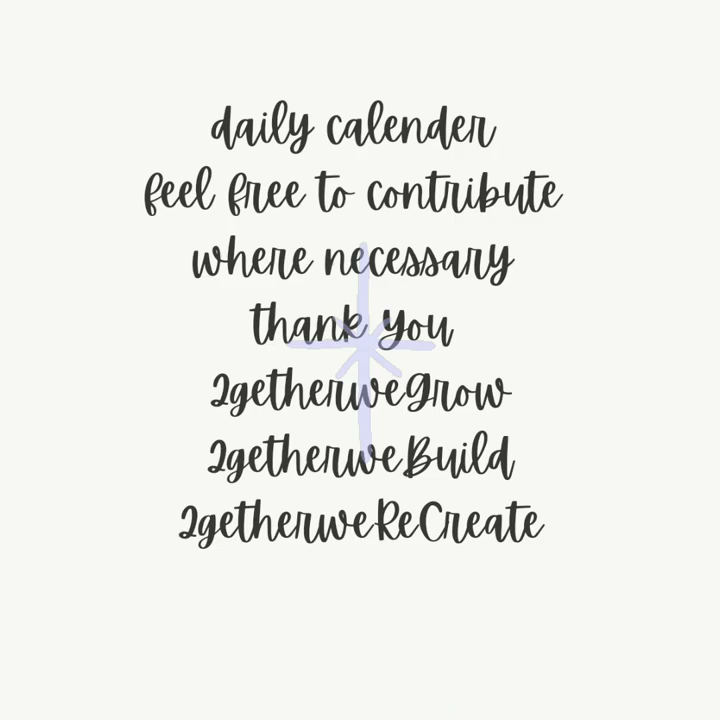 daily calender
feel free to contribute
where necessary
thank you
2getherweGrow
2getherweBuild
2getherweReCreate